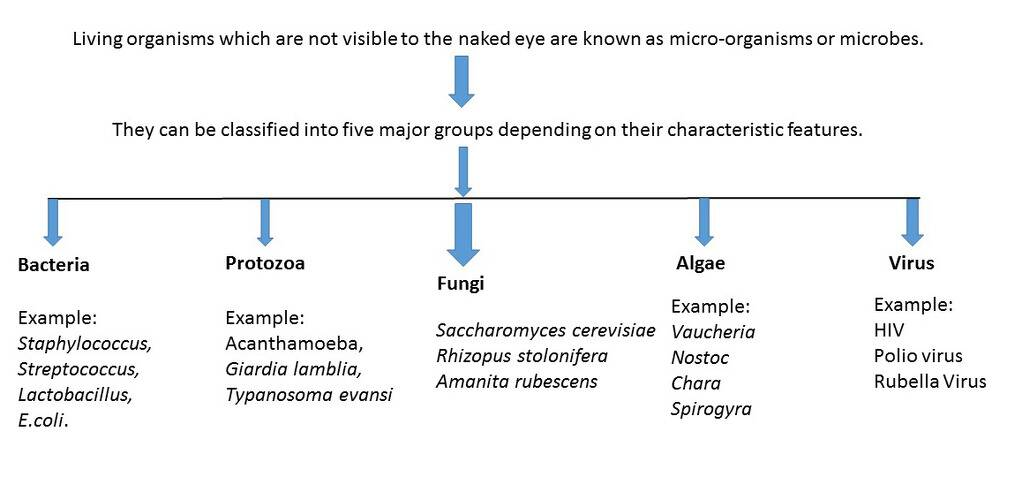 Living organisms which are not visible to the naked eye are known as micro-organisms or microbes.
They can be classified into five major groups depending on their characteristic features.
Bacteria
Example:
Staphylococcus,
Streptococcus,
Lactobacillus,
E.coli.
Protozoa
Example:
Acanthamoeba,
Giardia lamblia,
Typanosoma evansi
Fungi
Saccharomyces cerevisiae
Rhizopus stolonifera
Amanita rubescens
Algae
Example:
Vaucheria
Nostoc
Chara
Spirogyra
Virus
Example:
HIV
Polio virus
Rubella Virus